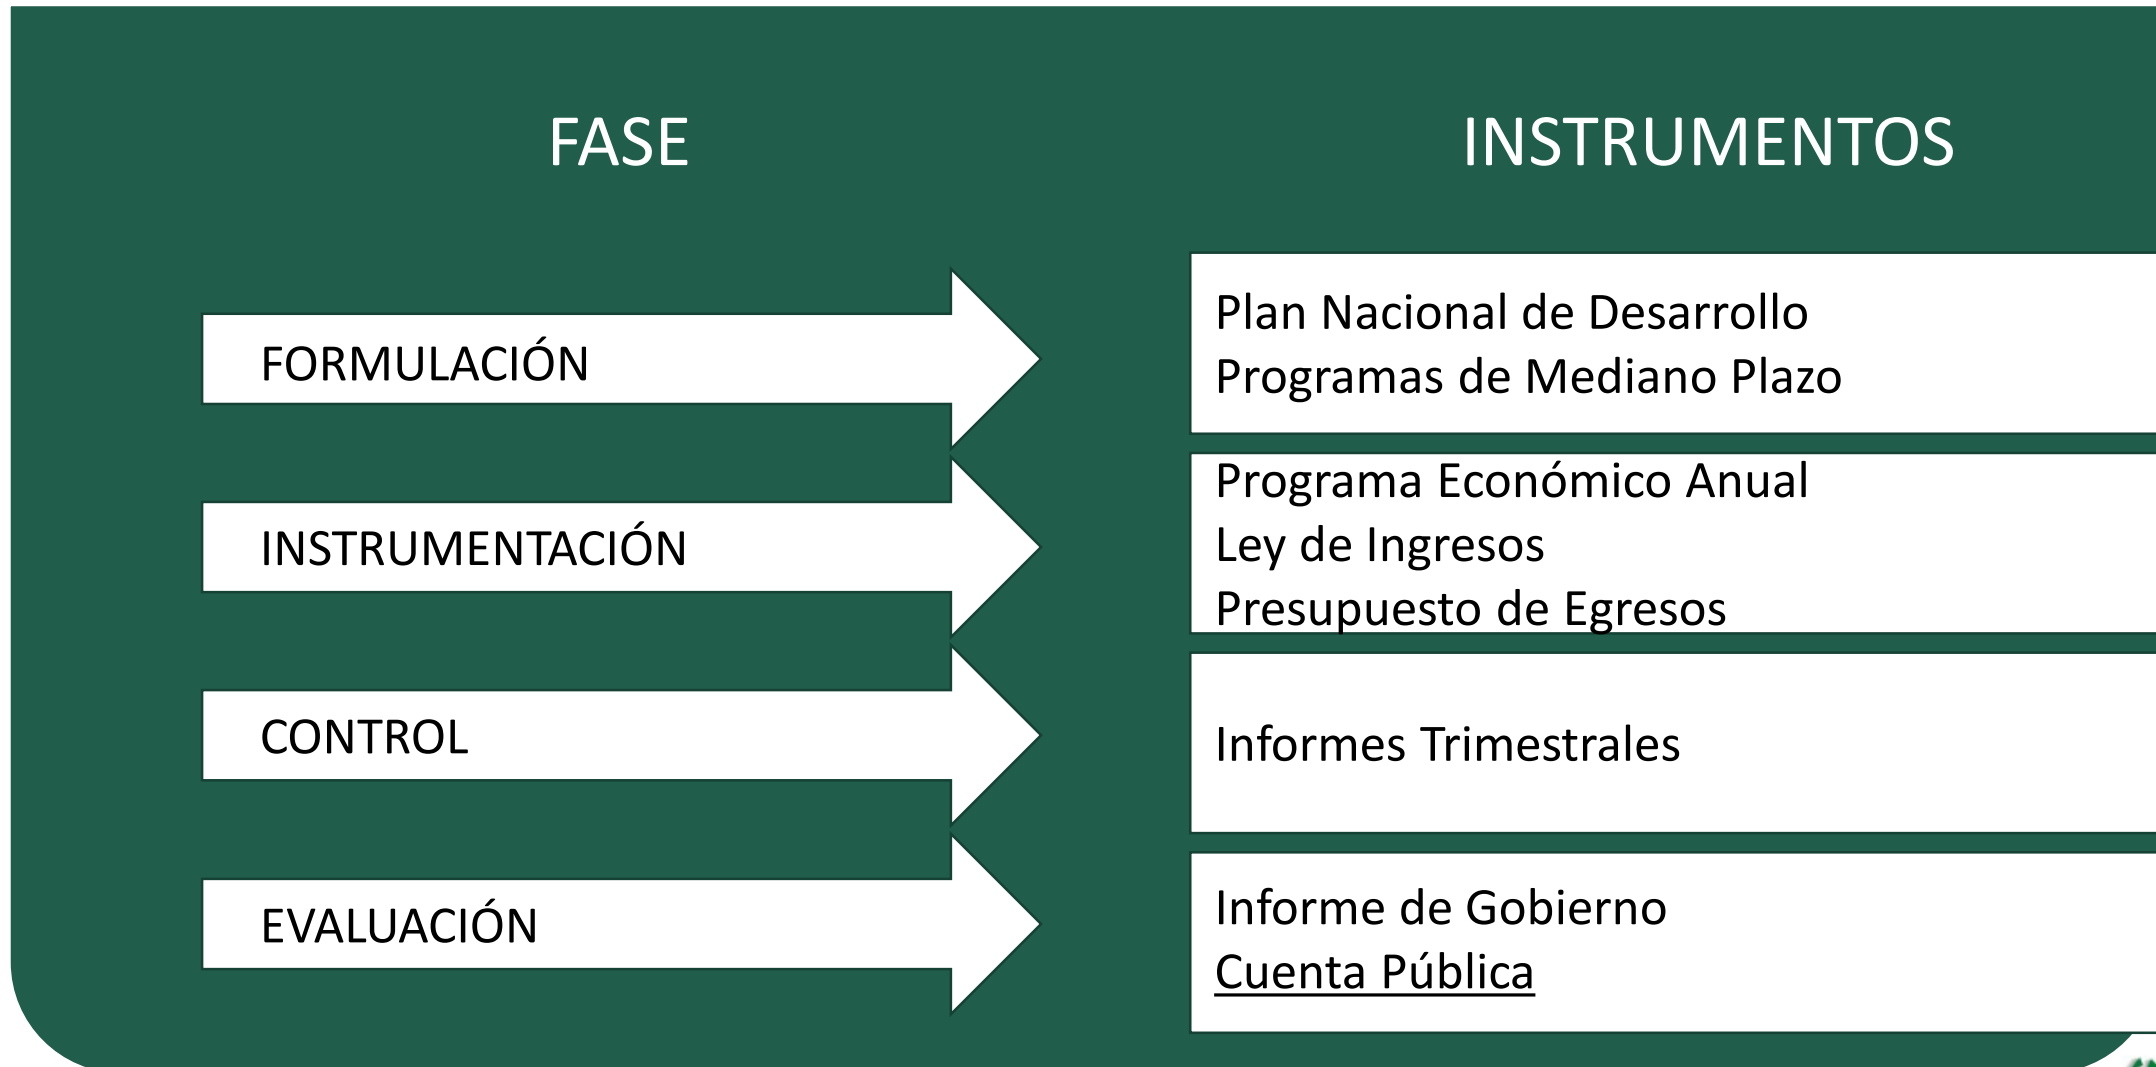 FASE
INSTRUMENTOS
FORMULACIÓN
Plan Nacional de Desarrollo
Programas de Mediano Plazo
INSTRUMENTACIÓN
Programa Económico Anual
Ley de Ingresos
Presupuesto de Egresos
CONTROL
Informes Trimestrales
EVALUACIÓN
Informe de Gobierno
Cuenta Pública